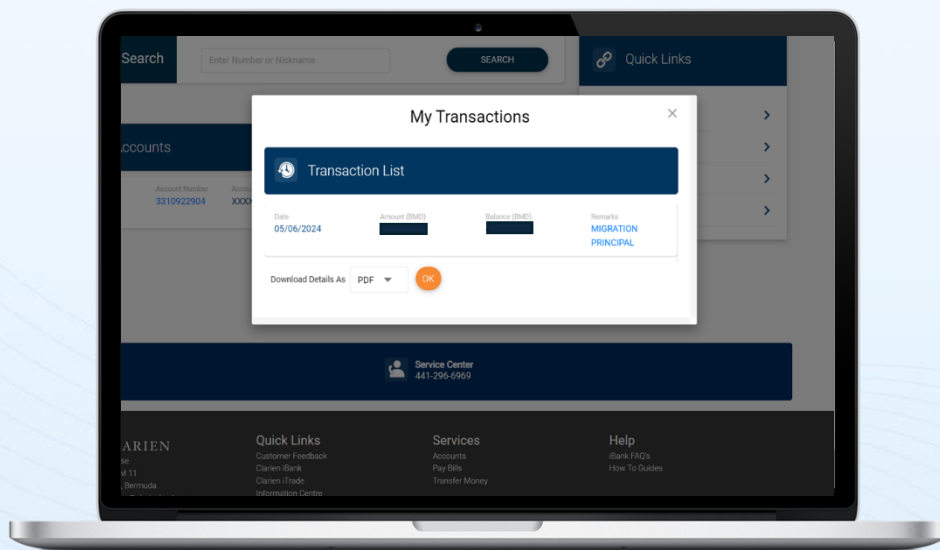 Search
Enter Number or Nickname
SEARCH
Quick Links
My Transactions
Accounts
Transaction List
Account Number
3310922904
Date
Amount (BMD)
Balance (BMD)
Remarks
05/06/2024
MIGRATION
PRINCIPAL
Download Details As
PDF
OK
Service Center
441-296-6969
ARIEN
Quick Links
Services
Help
Customer Feedback
Accounts
iBank FAQ's
Clarien iBank
Pay Bills
How To Guides
M 11
Clarien iTrade
Transfer Money
, Bermuda
Information Centre